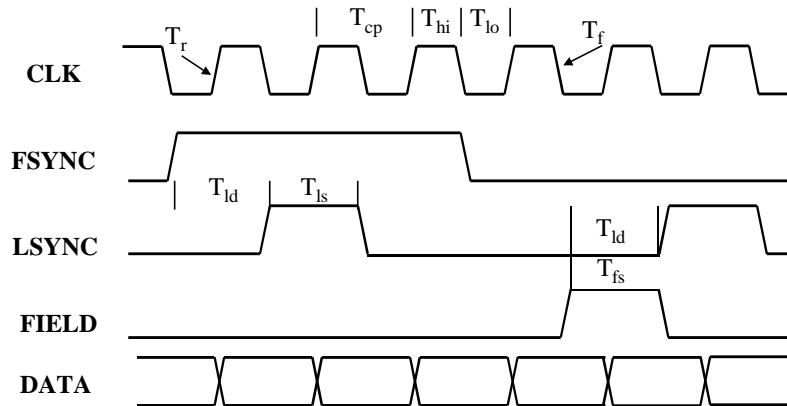 T_r
T_cp
T_hi
T_lo
T_f
CLK
FSYNC
T_ld
T_ls
LSYNC
T_ld
T_fs
FIELD
DATA